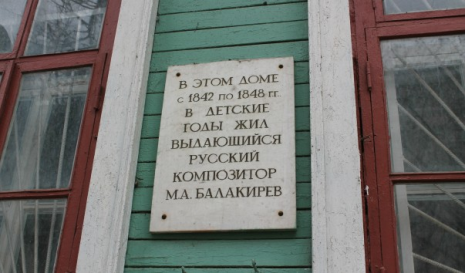 В ЭТОМ ДОМЕ
с 1842 по 1848 гг.
В ДЕТСКИЕ
ГОДЫ ЖИЛ
ВЫДАЮЩИЙСЯ
РУССКИЙ
КОМПОЗИТОР
М.А. БАЛАКИРЕВ